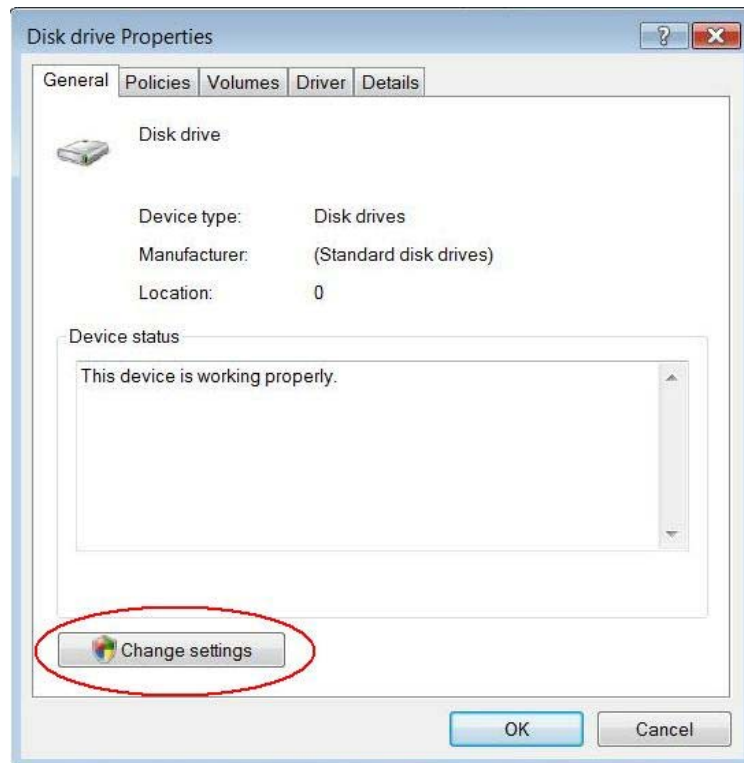 Disk drive Properties
General Policies Volumes Driver Details
Disk drive
Device type: Disk drives
Manufacturer: (Standard disk drives)
Location: 0
Device status
This device is working properly.
Change settings
OK Cancel